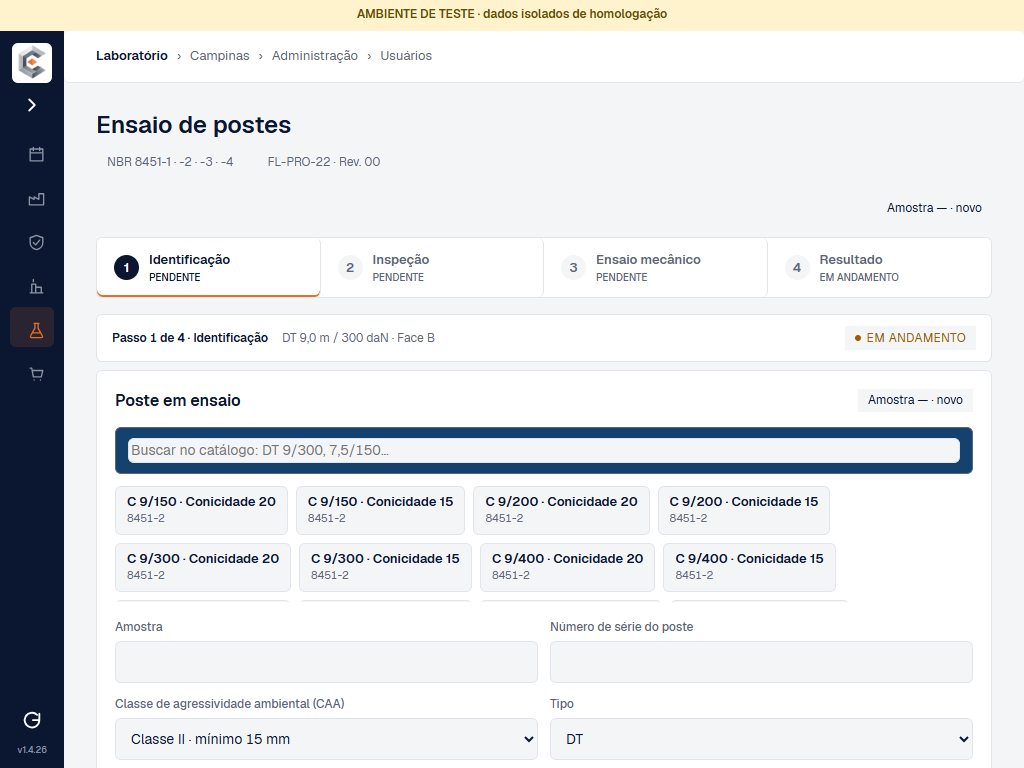 AMBIENTE DE TESTE · dados isolados de homologação
Laboratório › Campinas › Administração › Usuários
Ensaio de postes
NBR 8451-1 · -2 · -3 · -4 FL-PRO-22 · Rev. 00
Amostra — · novo
1 Identificação PENDENTE
2 Inspeção PENDENTE
3 Ensaio mecânico PENDENTE
4 Resultado EM ANDAMENTO
Passo 1 de 4 · Identificação DT 9,0 m / 300 daN · Face B EM ANDAMENTO
Poste em ensaio Amostra — · novo
Buscar no catálogo: DT 9/300, 7,5/150...
C 9/150 · Conicidade 20 C 9/150 · Conicidade 15 C 9/200 · Conicidade 20 C 9/200 · Conicidade 15
8451-2 8451-2 8451-2 8451-2
C 9/300 · Conicidade 20 C 9/300 · Conicidade 15 C 9/400 · Conicidade 20 C 9/400 · Conicidade 15
8451-2 8451-2 8451-2 8451-2
Amostra Número de série do poste
Classe de agressividade ambiental (CAA) Tipo
Classe II · mínimo 15 mm DT
v1.4.26